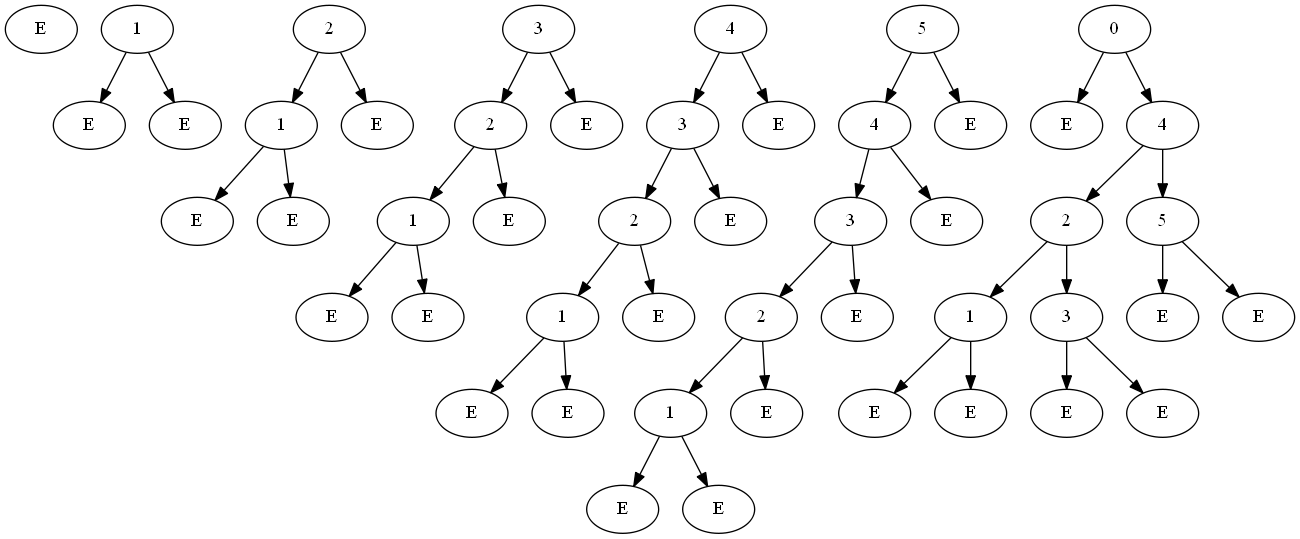 E 1 2 3 4 5 0
E E 1 E 2 E 3 E 4 E E 4
E E 1 E 2 E 3 E 2 5
E E 1 E 2 E 1 3 E E
E E 1 E E E E E
E E